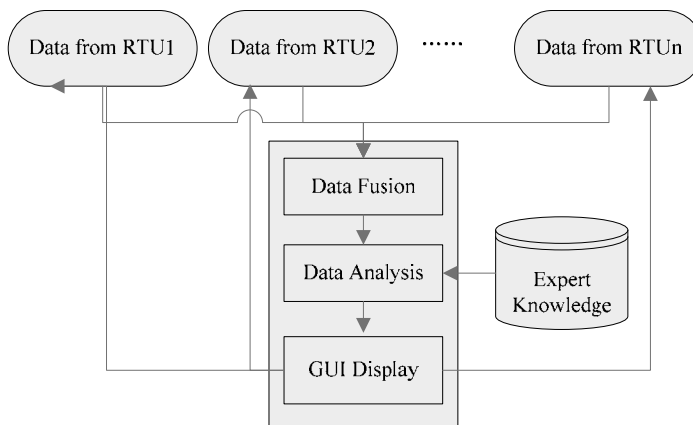 Data from RTU1
Data from RTU2
······
Data from RTUn
Data Fusion
Data Analysis
Expert
Knowledge
GUI Display